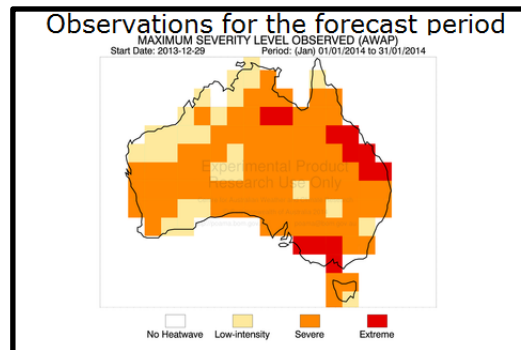 Observations for the forecast period
MAXIMUM SEVERITY LEVEL OBSERVED (AWAP)
Start Date: 2013-12-29 Period: (Jan) 01/01/2014 to 31/01/2014
Experimental Product
Research Use Only
No Heatwave Low-intensity Severe Extreme